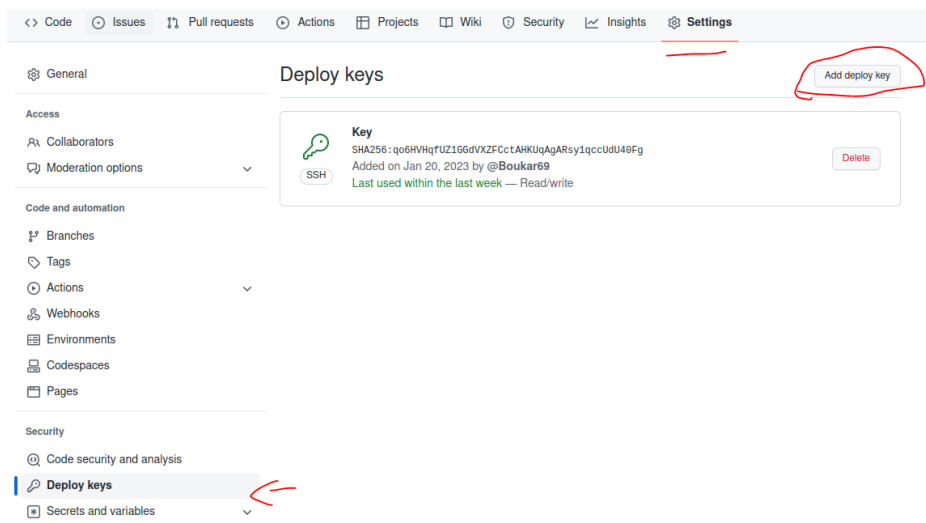 Code Issues Pull requests Actions Projects Wiki Security Insights Settings
General
Access
Collaborators
Moderation options
Code and automation
Branches
Tags
Actions
Webhooks
Environments
Codespaces
Pages
Security
Code security and analysis
Deploy keys
Secrets and variables
Deploy keys
Add deploy key
Key
SHA256:qo6HVHqfUZ1GGdVXZFCctAHKUqAgARsy1qccUdU40Fg
Added on Jan 20, 2023 by @Boukar69
Last used within the last week — Read/write
SSH
Delete